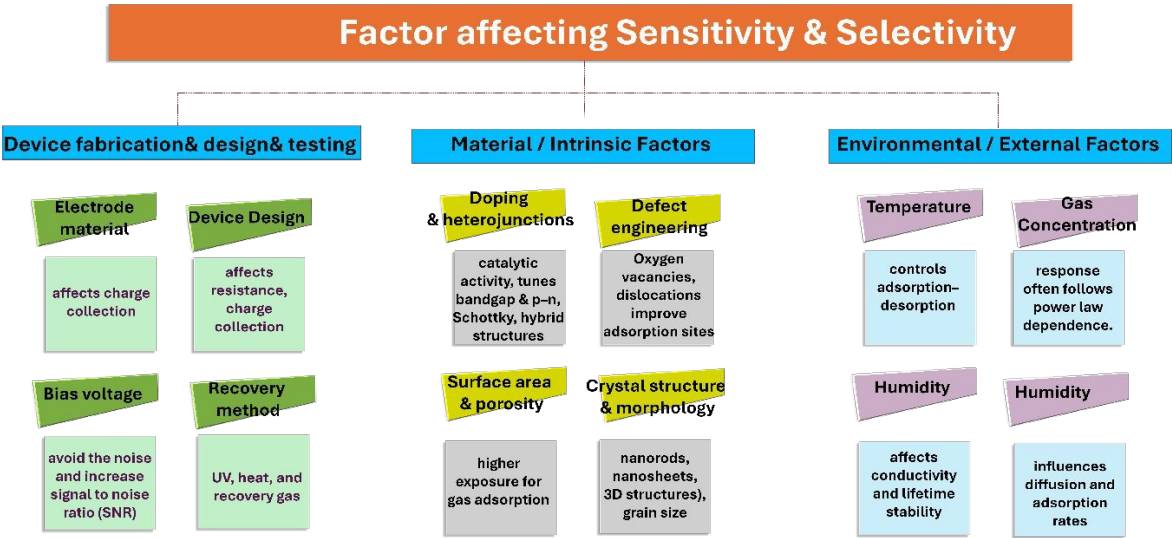 Factor affecting Sensitivity & Selectivity
Device fabrication& design& testing
Electrode
material
affects charge
collection
Device Design
affects
resistance,
charge
collection
Bias voltage
avoid the noise
and increase
signal to noise
ratio (SNR)
Recovery
method
UV, heat, and
recovery gas
Material / Intrinsic Factors
Doping
& heterojunctions
catalytic
activity, tunes
bandgap & p–n,
Schottky, hybrid
structures
Defect
engineering
Oxygen
vacancies,
dislocations
improve
adsorption sites
Surface area
& porosity
higher
exposure for
gas adsorption
Crystal structure
& morphology
nanorods,
nanosheets,
3D structures),
grain size
Environmental / External Factors
Temperature
controls
adsorption–
desorption
Gas
Concentration
response
often follows
power law
dependence.
Humidity
affects
conductivity
and lifetime
stability
Humidity
influences
diffusion and
adsorption
rates